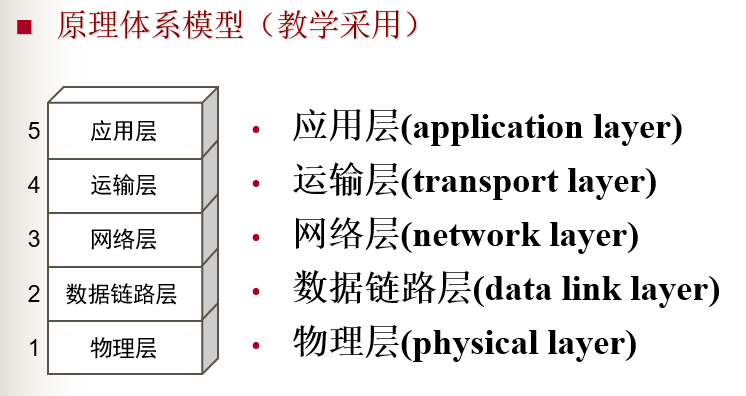 原理体系模型（教学采用）
5 应用层
4 运输层
3 网络层
2 数据链路层
1 物理层
• 应用层(application layer)
• 运输层(transport layer)
• 网络层(network layer)
• 数据链路层(data link layer)
• 物理层(physical layer)